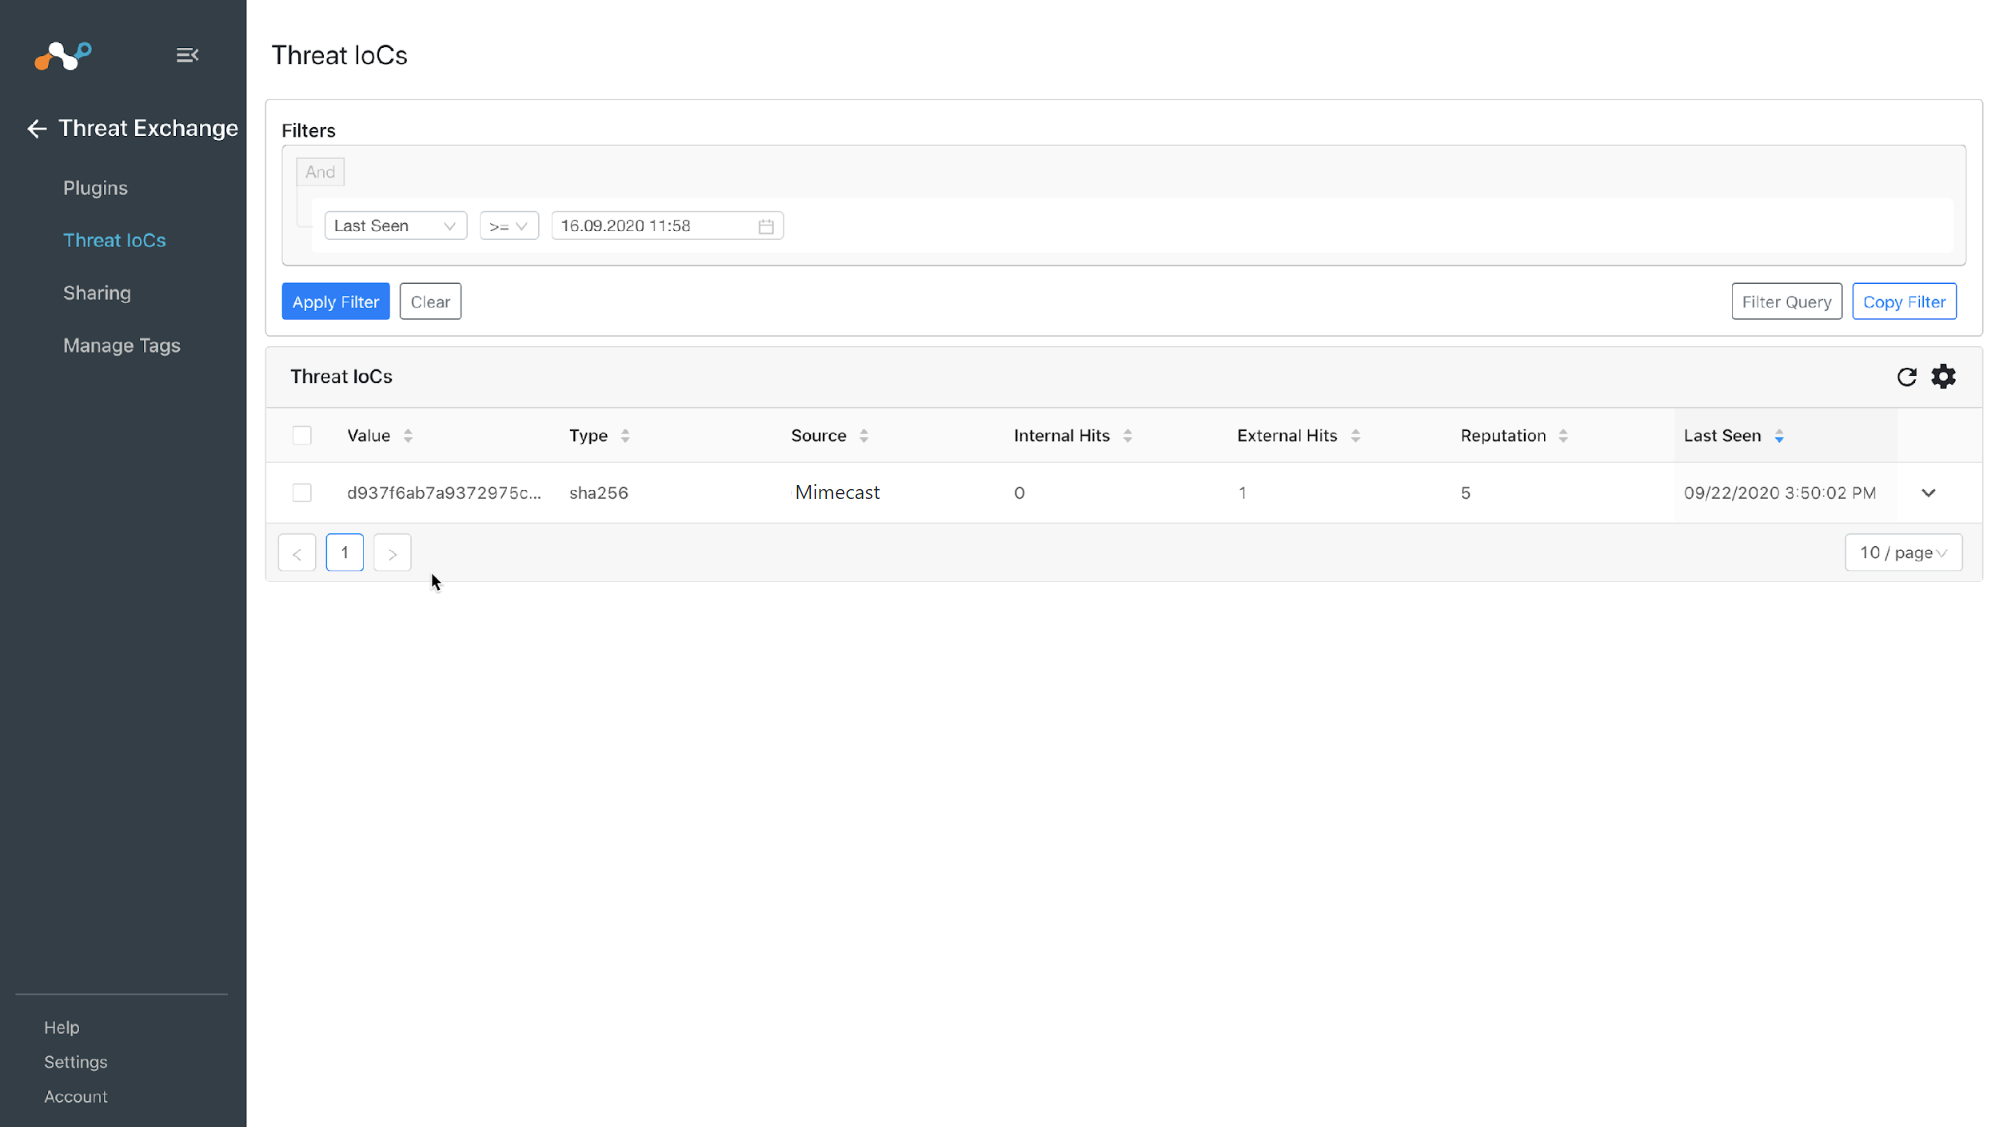 Threat IoCs
Threat Exchange
Plugins
Threat IoCs
Sharing
Manage Tags
Help
Settings
Account
Filters
And
Last Seen >= 16.09.2020 11:58
Apply Filter Clear Filter Query Copy Filter
Threat IoCs
Value Type Source Internal Hits External Hits Reputation Last Seen
d937f6ab7a9372975c... sha256 Mimecast 0 1 5 09/22/2020 3:50:02 PM
< 1 > 10 / page